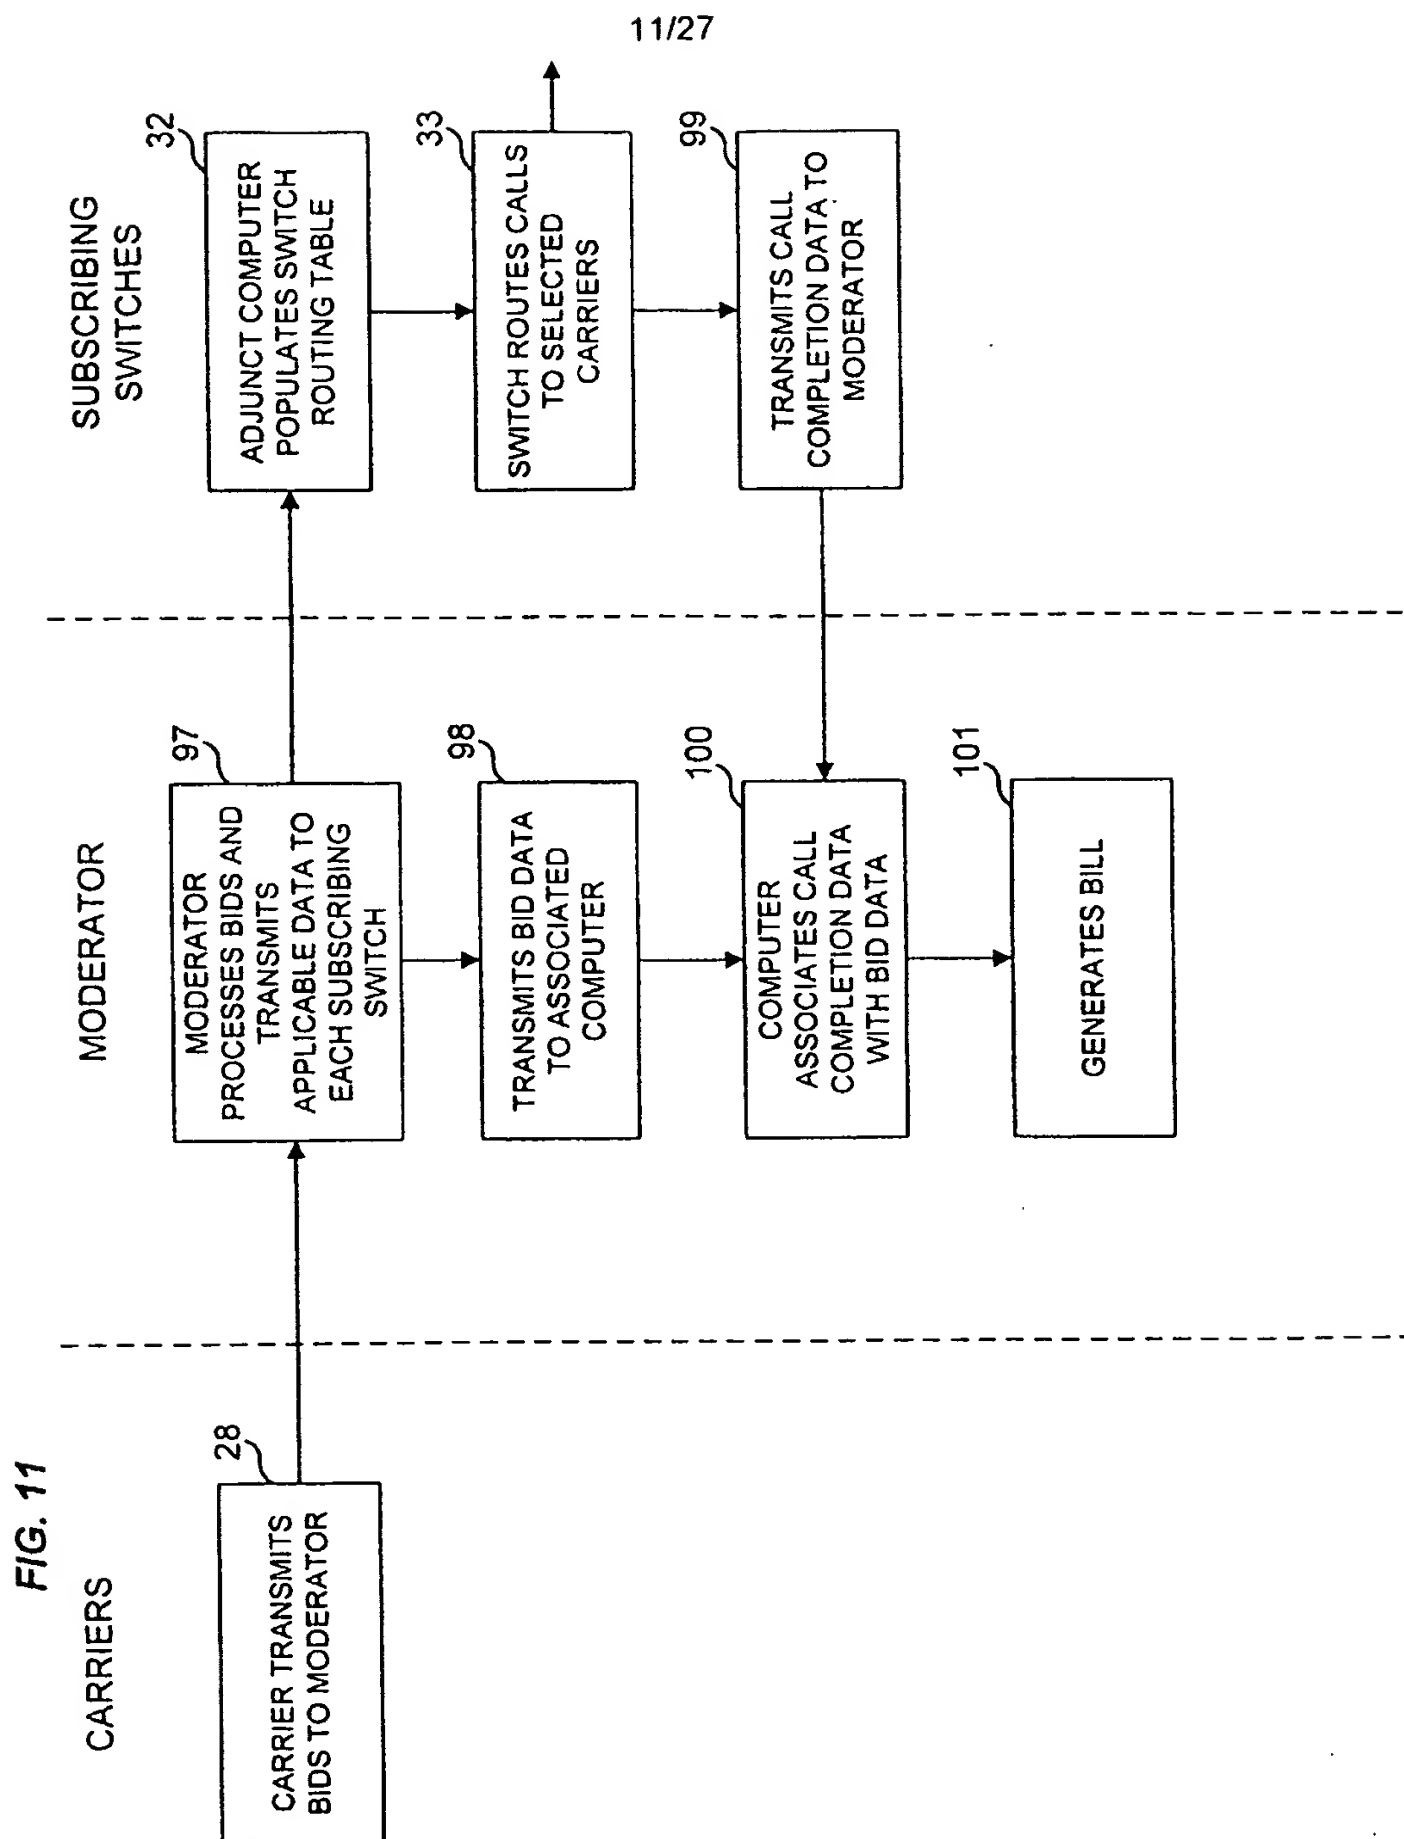 11/27
FIG. 11
CARRIERS
MODERATOR
SUBSCRIBING
SWITCHES
28
CARRIER TRANSMITS
BIDS TO MODERATOR
97
MODERATOR
PROCESSES BIDS AND
TRANSMITS
APPLICABLE DATA TO
EACH SUBSCRIBING
SWITCH
32
ADJUNCT COMPUTER
POPULATES SWITCH
ROUTING TABLE
98
TRANSMITS BID DATA
TO ASSOCIATED
COMPUTER
33
SWITCH ROUTES CALLS
TO SELECTED
CARRIERS
100
COMPUTER
ASSOCIATES CALL
COMPLETION DATA
WITH BID DATA
99
TRANSMITS CALL
COMPLETION DATA TO
MODERATOR
101
GENERATES BILL